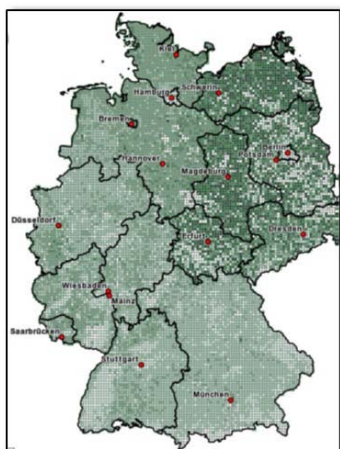 Kiel
Schwerin
Hamburg
Bremen
Berlin
Potsdam
Hannover
Magdeburg
Düsseldorf
Erfurt
Dresden
Wiesbaden
Mainz
Saarbrücken
Stuttgart
München